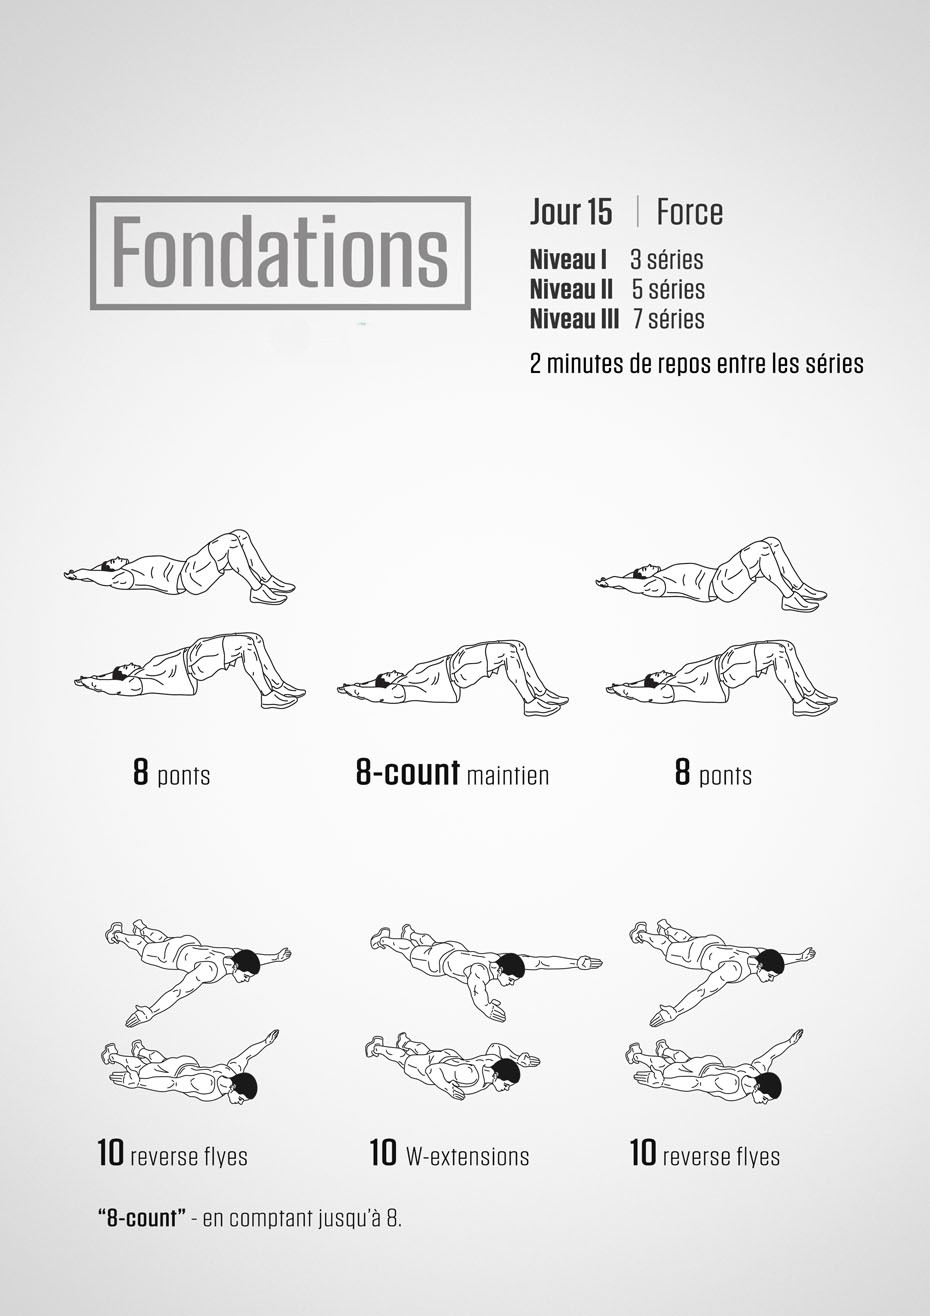 Fondations
Jour 15 | Force
Niveau I 3 séries
Niveau II 5 séries
Niveau III 7 séries
2 minutes de repos entre les séries
8 ponts
8-count maintien
8 ponts
10 reverse flyes
10 W-extensions
10 reverse flyes
“8-count” - en comptant jusqu'à 8.